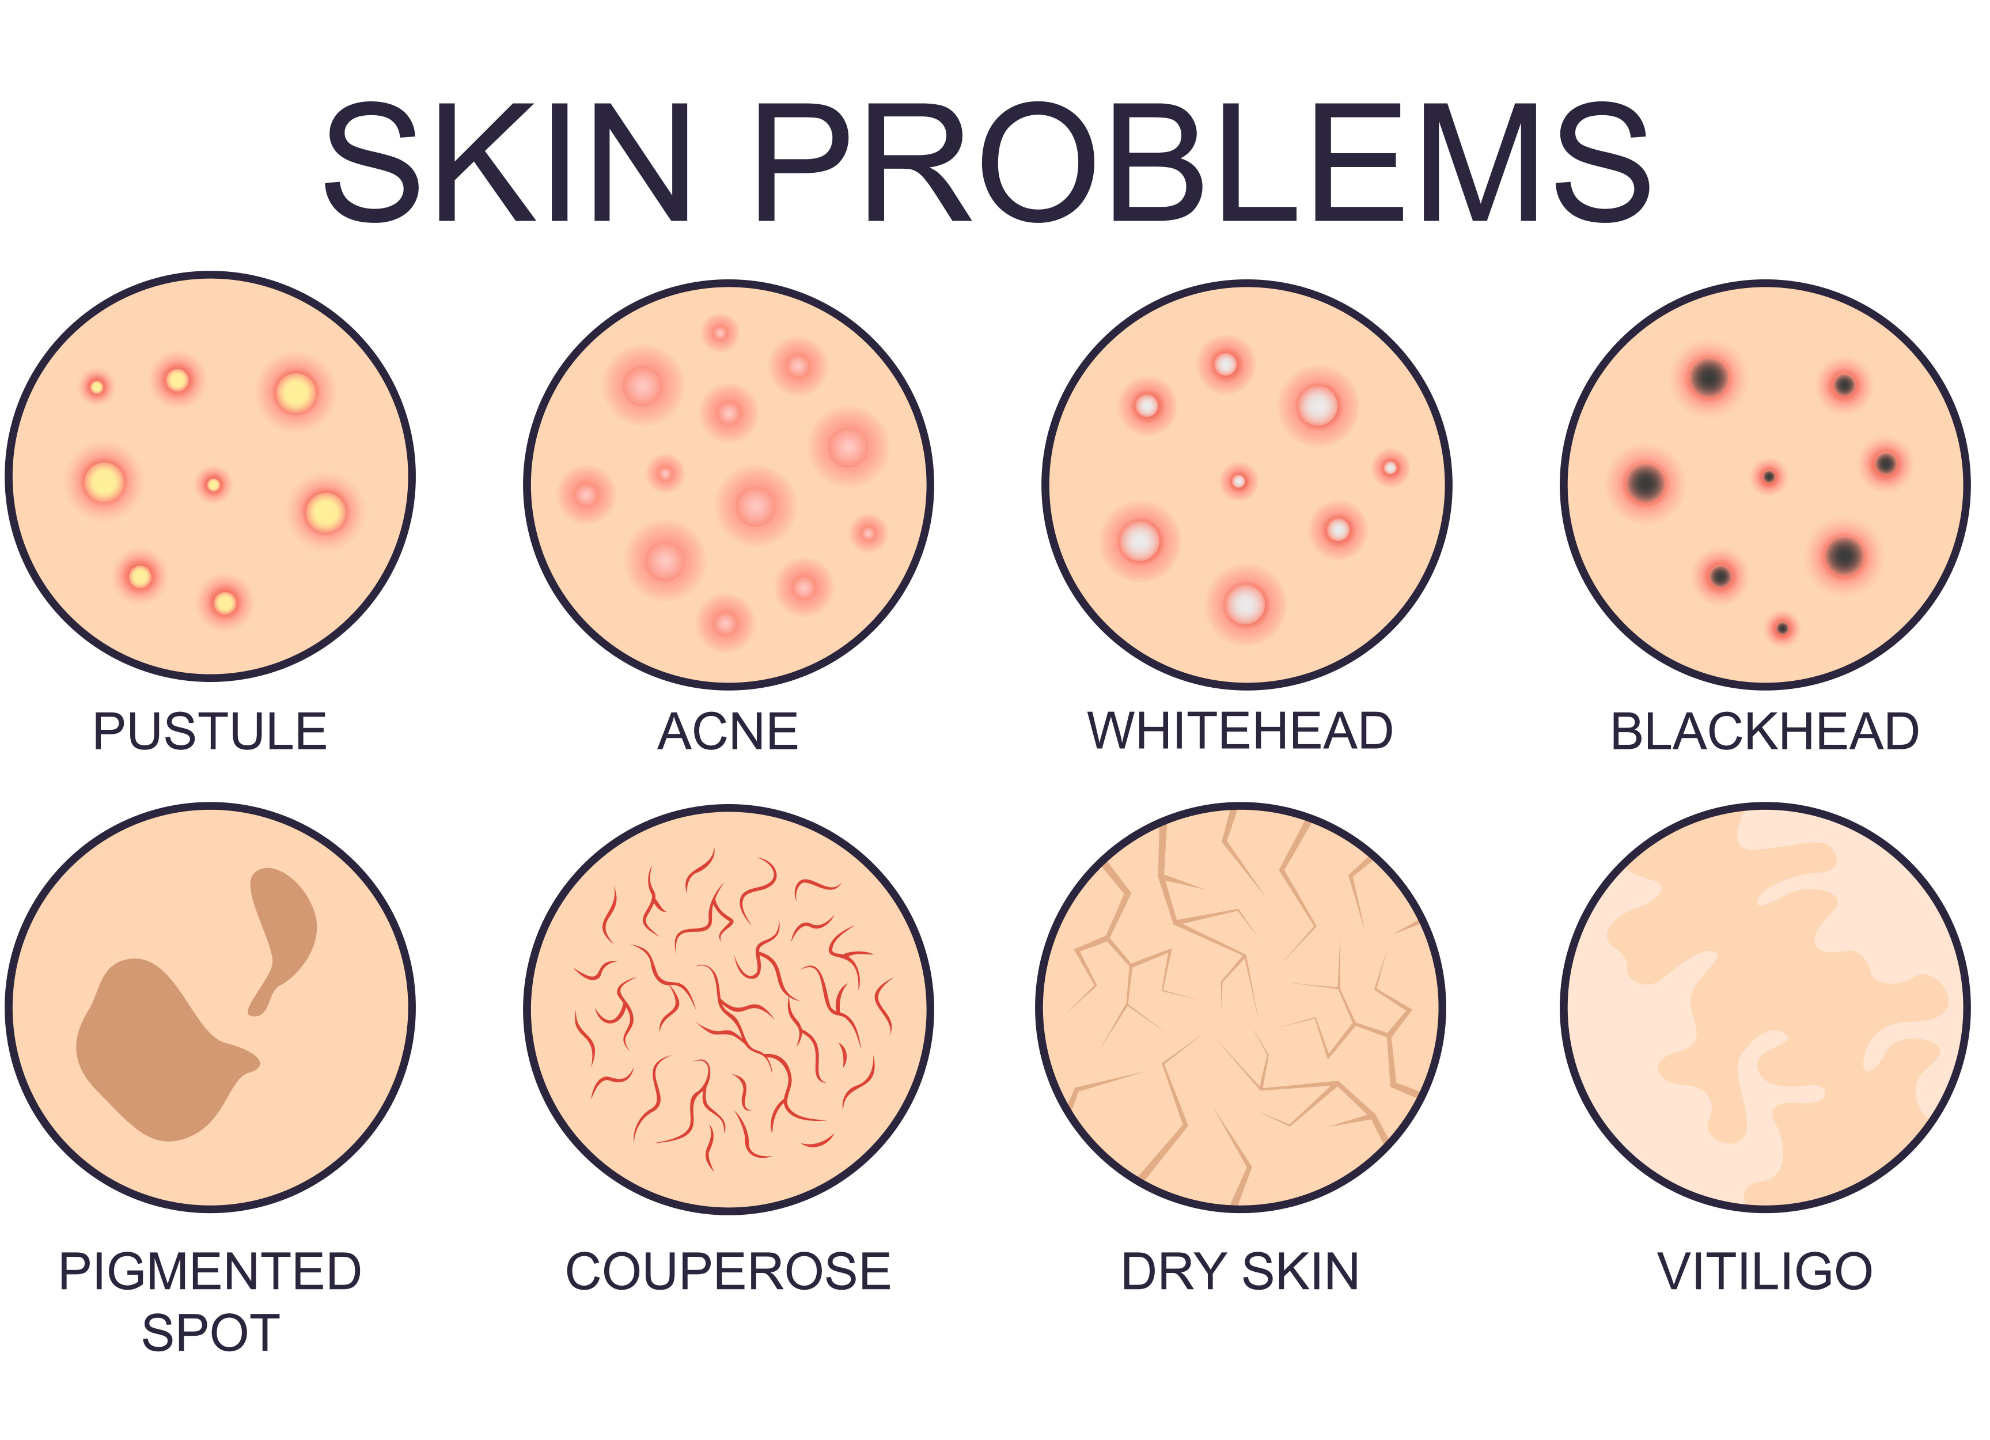 SKIN PROBLEMS
PUSTULE
ACNE
WHITEHEAD
BLACKHEAD
PIGMENTED
SPOT
COUPEROSE
DRY SKIN
VITILIGO